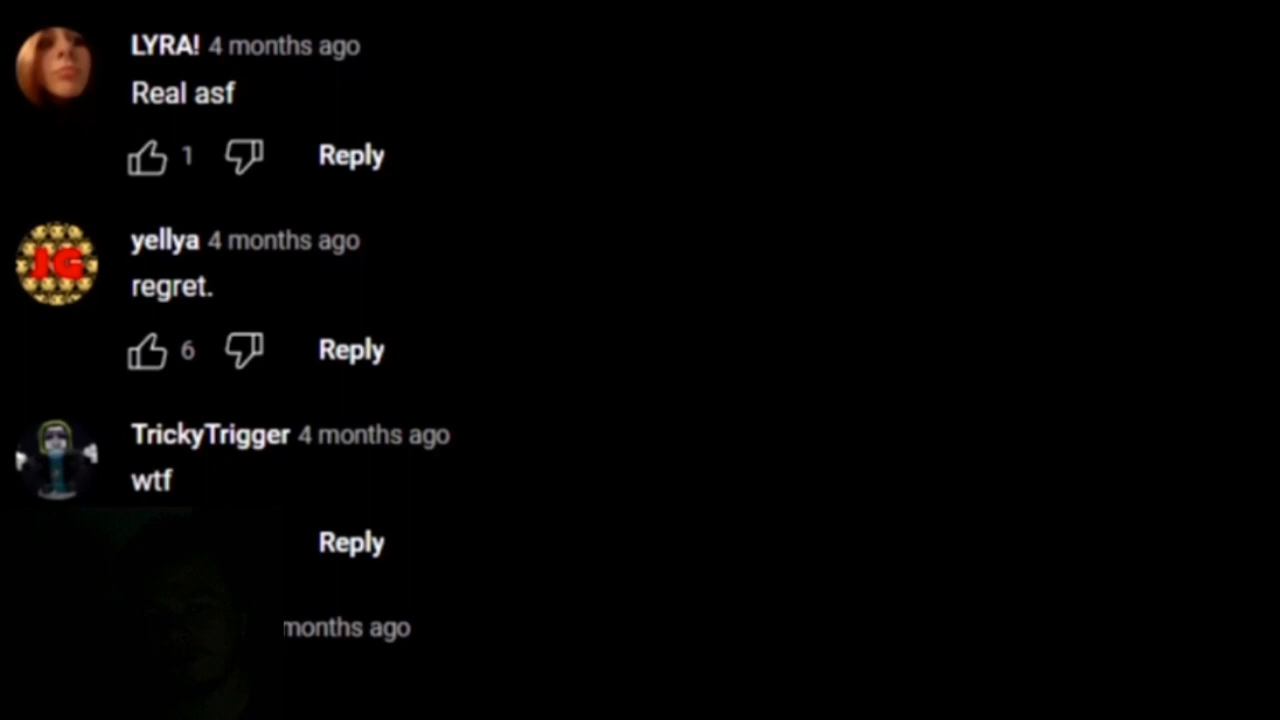 LYRA! 4 months ago
Real asf
1 Reply
yellya 4 months ago
JG
regret.
6 Reply
TrickyTrigger 4 months ago
wtf
Reply
months ago